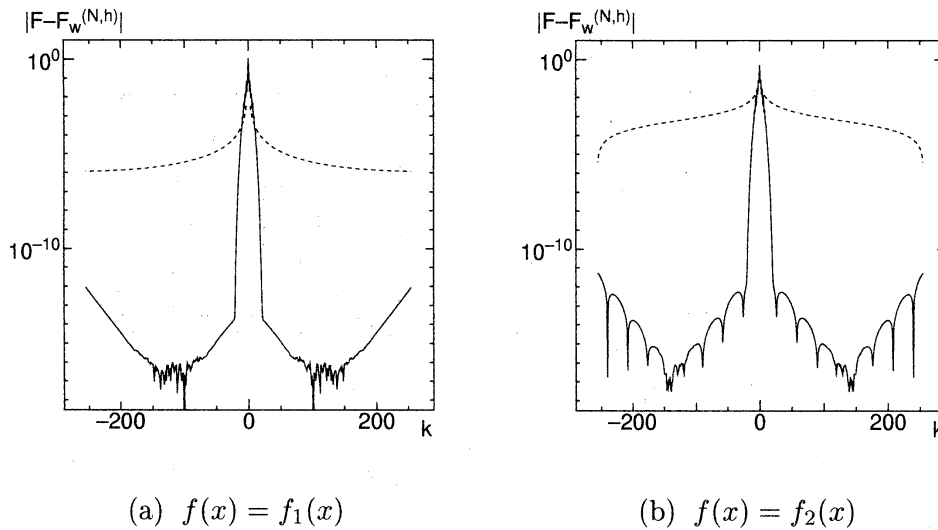 |F−F_w^(N,h)|
10^0
10^−10
−200
0
200
k
(a) f(x) = f_1(x)
|F−F_w^(N,h)|
10^0
10^−10
−200
0
200
k
(b) f(x) = f_2(x)